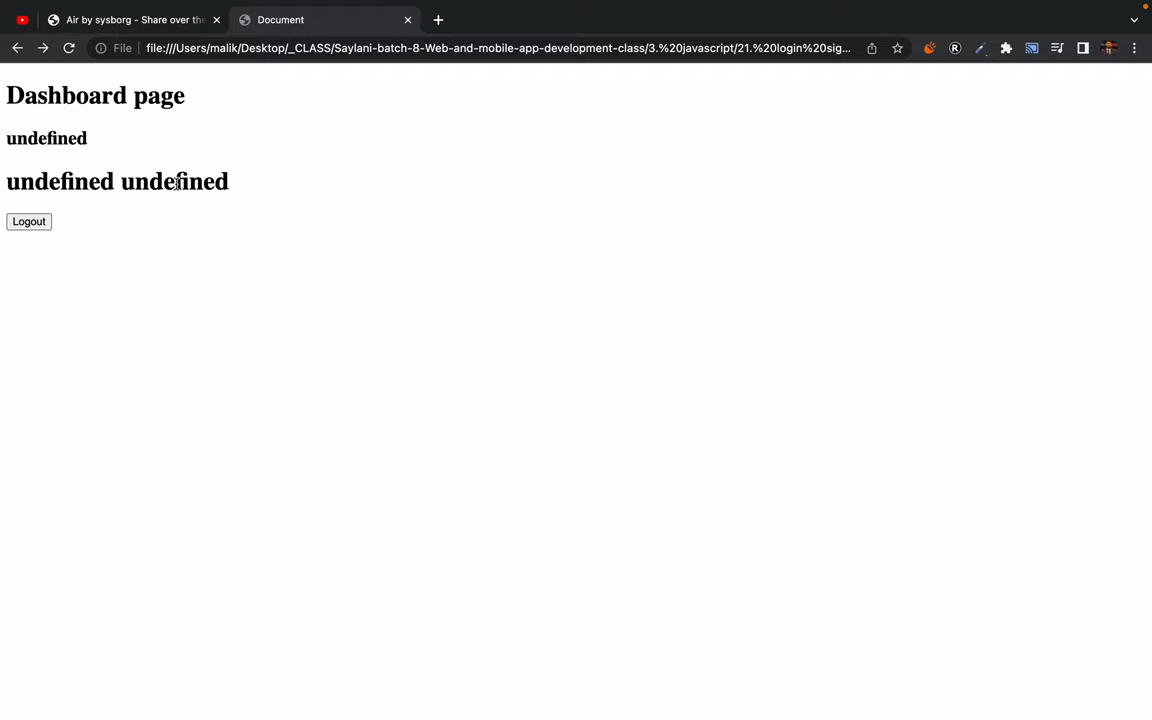 Air by sysborg - Share over the
Document
File
file:///Users/malik/Desktop/_CLASS/Saylani-batch-8-Web-and-mobile-app-development-class/3.%20javascript/21.%20login%20sig...
Dashboard page
undefined
undefined undefined
Logout